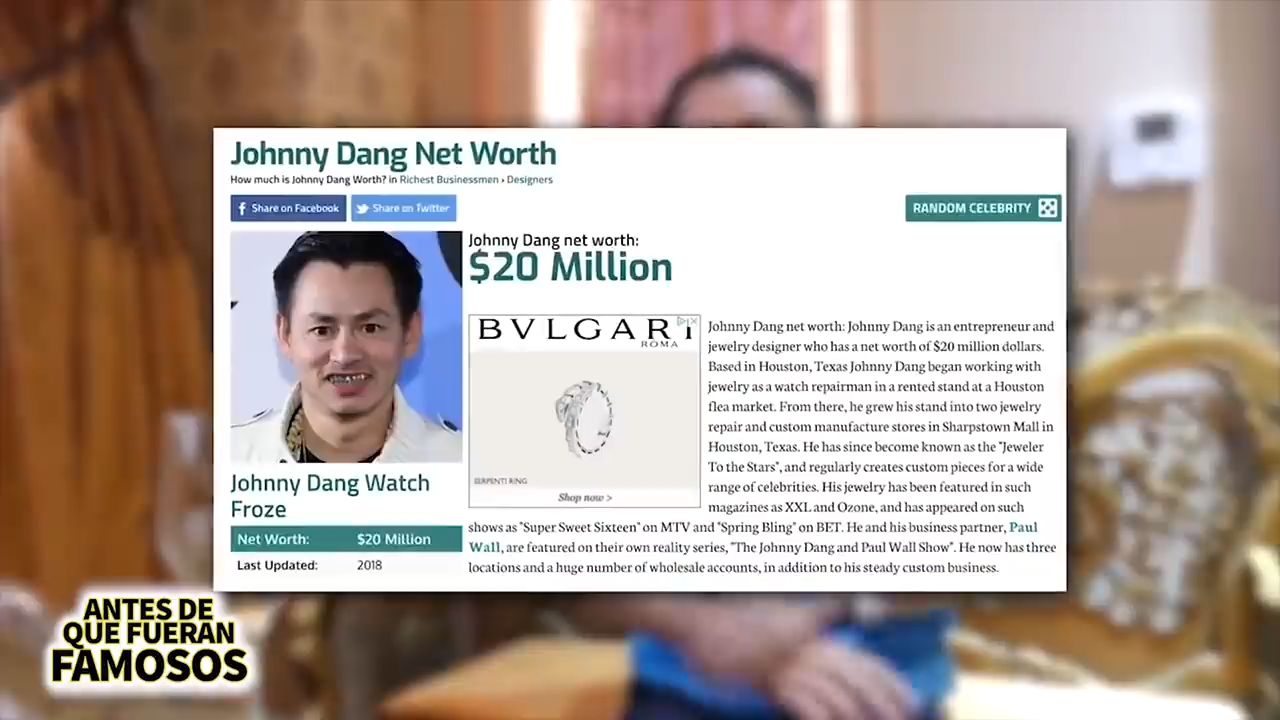 Johnny Dang Net Worth
How much is Johnny Dang Worth? in Richest Businessmen › Designers
Share on Facebook
Share on Twitter
RANDOM CELEBRITY
Johnny Dang net worth:
$20 Million
BVLGARI
ROMA
SERPENTI RING
Shop now >
Johnny Dang net worth: Johnny Dang is an entrepreneur and
jewelry designer who has a net worth of $20 million dollars.
Based in Houston, Texas Johnny Dang began working with
jewelry as a watch repairman in a rented stand at a Houston
flea market. From there, he grew his stand into two jewelry
repair and custom manufacture stores in Sharpstown Mall in
Houston, Texas. He has since become known as the "Jeweler
To the Stars", and regularly creates custom pieces for a wide
range of celebrities. His jewelry has been featured in such
magazines as XXL and Ozone, and has appeared on such
shows as "Super Sweet Sixteen" on MTV and "Spring Bling" on BET. He and his business partner, Paul
Wall, are featured on their own reality series, "The Johnny Dang and Paul Wall Show". He now has three
locations and a huge number of wholesale accounts, in addition to his steady custom business.
Johnny Dang Watch
Froze
Net Worth: $20 Million
Last Updated: 2018
ANTES DE
QUE FUERAN
FAMOSOS